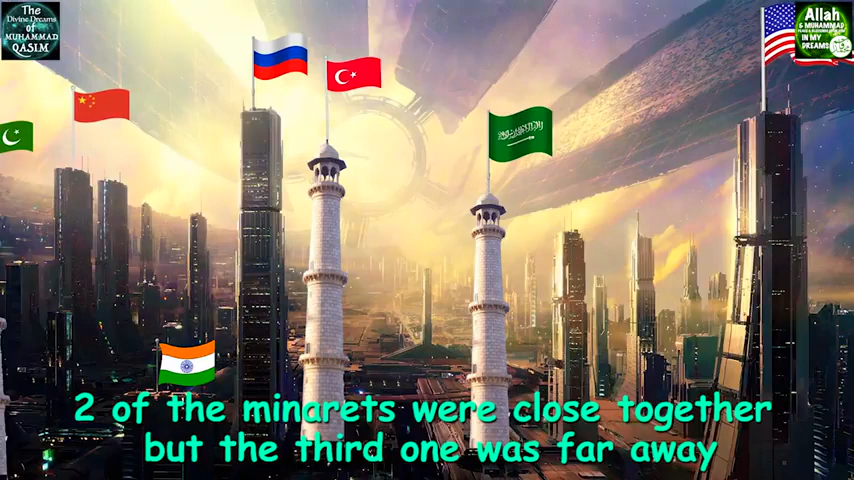 The
Divine Dreams
of
MUHAMMAD
QASIM
Allah
& MUHAMMAD
IN MY
DREAMS
2 of the minarets were close together
but the third one was far away